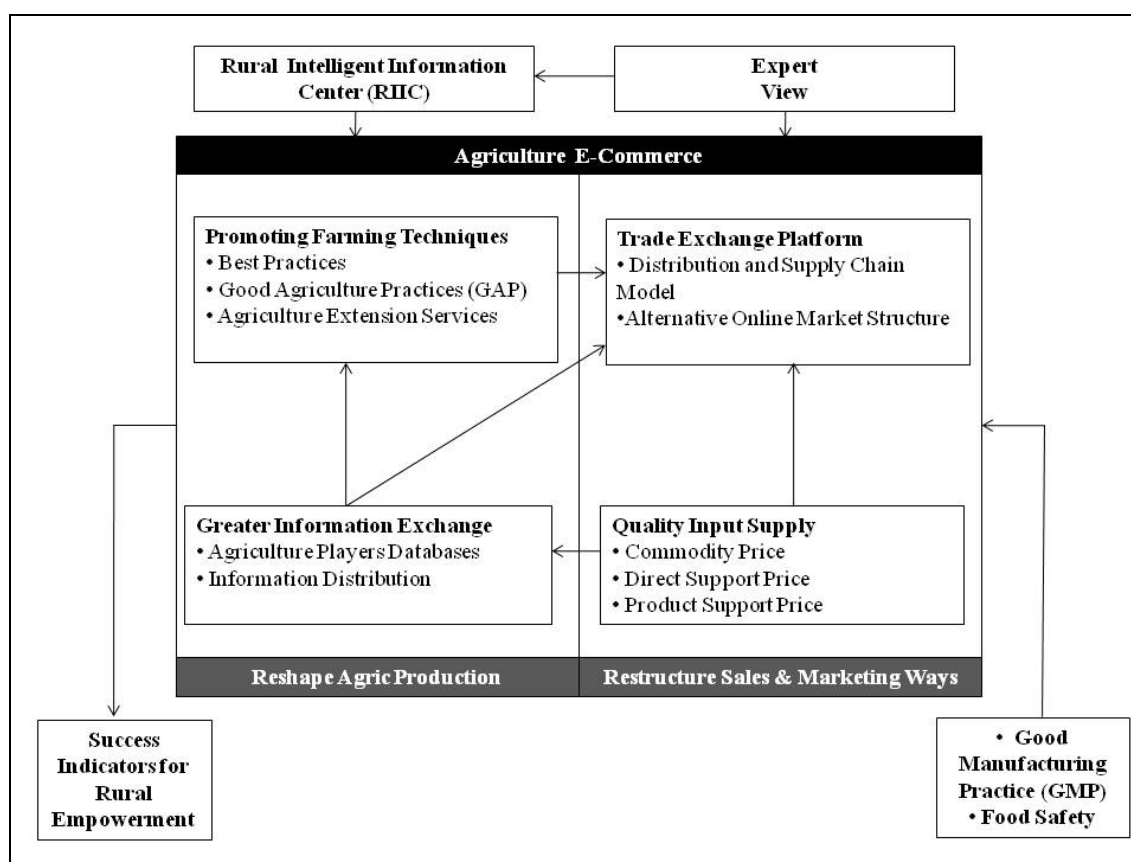 Rural Intelligent Information
Center (RIIC)
Expert
View
Agriculture E-Commerce
Promoting Farming Techniques
• Best Practices
• Good Agriculture Practices (GAP)
• Agriculture Extension Services
Trade Exchange Platform
• Distribution and Supply Chain
Model
•Alternative Online Market Structure
Greater Information Exchange
• Agriculture Players Databases
• Information Distribution
Quality Input Supply
• Commodity Price
• Direct Support Price
• Product Support Price
Reshape Agric Production
Restructure Sales & Marketing Ways
Success
Indicators for
Rural
Empowerment
• Good
Manufacturing
Practice (GMP)
• Food Safety